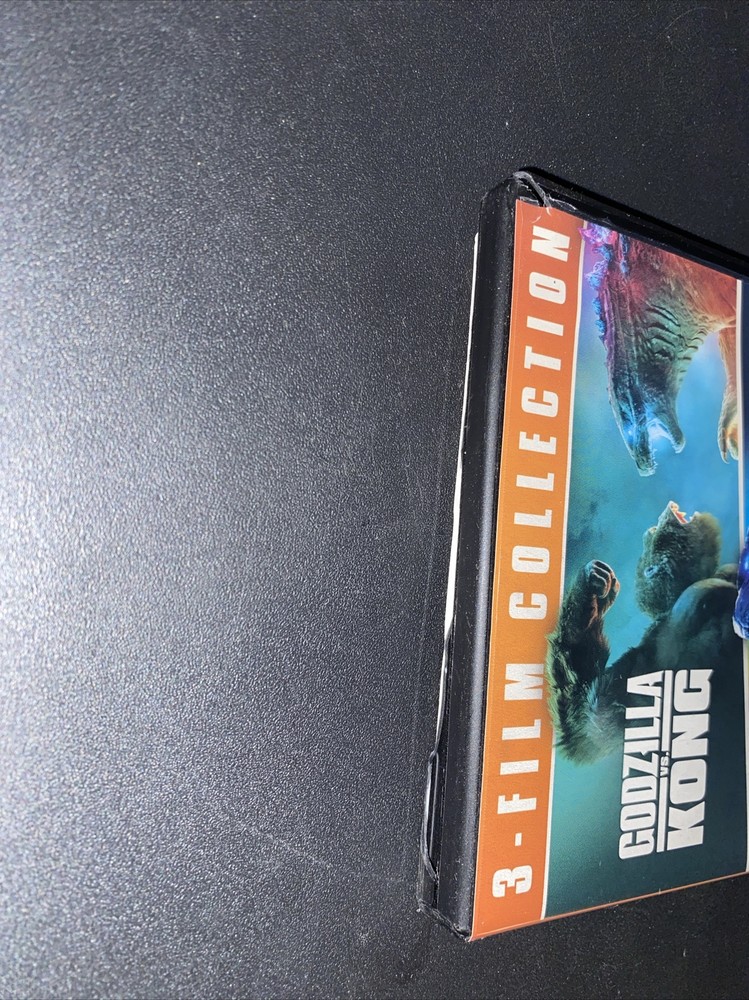 3-FILM COLLECTION
GODZILLA
VS.
KONG